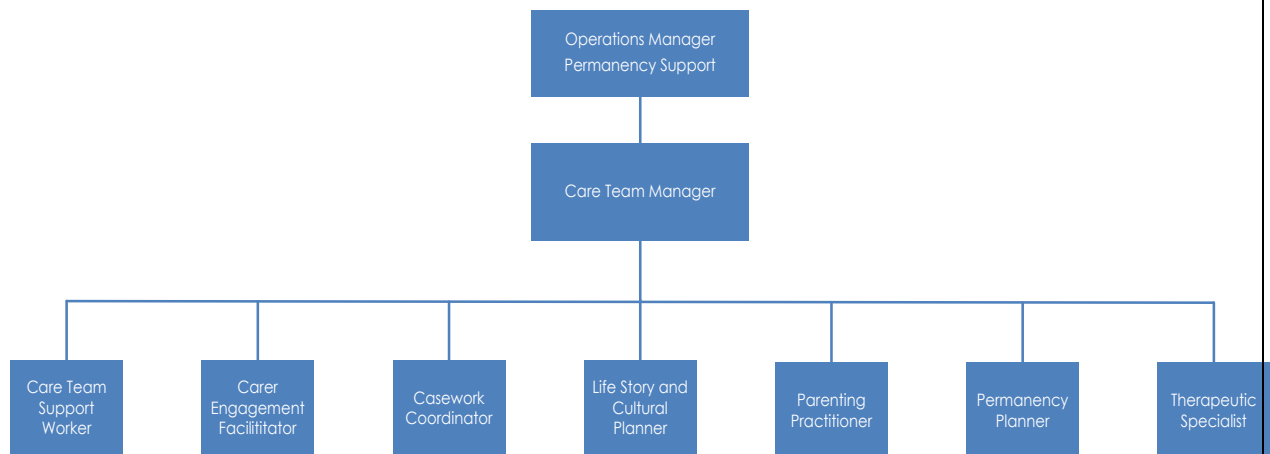 Operations Manager
Permanency Support
Care Team Manager
Care Team
Support
Worker
Carer
Engagement
Facilititator
Casework
Coordinator
Life Story and
Cultural
Planner
Parenting
Practitioner
Permanency
Planner
Therapeutic
Specialist